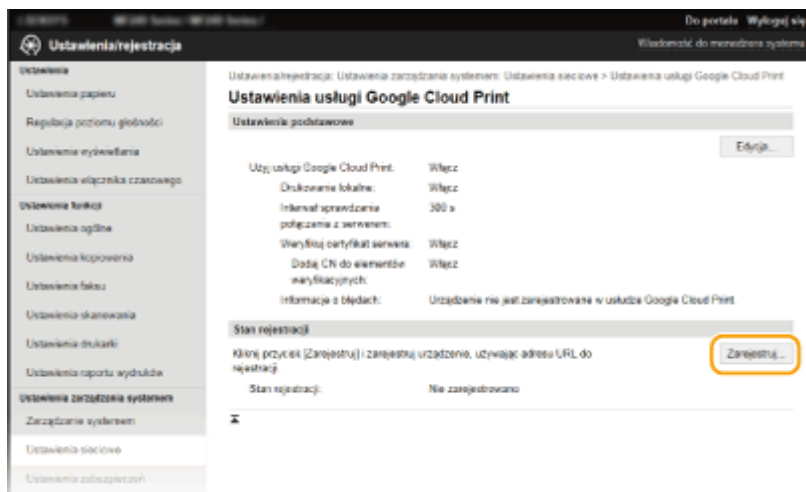 Do portalu Wyloguj się
Ustawienia/rejestracja
Wiadomość do menedżera systemu
Ustawienia
Ustawienia papieru
Regulacja poziomu głośności
Ustawienia wyświetlania
Ustawienia włącznika czasowego
Ustawienia funkcji
Ustawienia ogólne
Ustawienia kopiowania
Ustawienia faksu
Ustawienia skanowania
Ustawienia drukarki
Ustawienia raportu wydruków
Ustawienia zarządzania systemem
Zarządzanie systemem
Ustawienia sieciowe
Ustawienia zabezpieczeń
Ustawienia/rejestracja: Ustawienia zarządzania systemem: Ustawienia sieciowe > Ustawienia usługi Google Cloud Print
Ustawienia usługi Google Cloud Print
Ustawienia podstawowe
Edycja...
Użyj usługi Google Cloud Print: Włącz
Drukowanie lokalne: Włącz
Interwał sprawdzania 300 s
połączenia z serwerem:
Weryfikuj certyfikat serwera: Włącz
Dodaj CN do elementów Włącz
weryfikacyjnych:
Informacje o błędach: Urządzenie nie jest zarejestrowane w usłudze Google Cloud Print
Stan rejestracji
Kliknij przycisk [Zarejestruj] i zarejestruj urządzenie, używając adresu URL do
rejestracji
Zarejestruj...
Stan rejestracji: Nie zarejestrowano